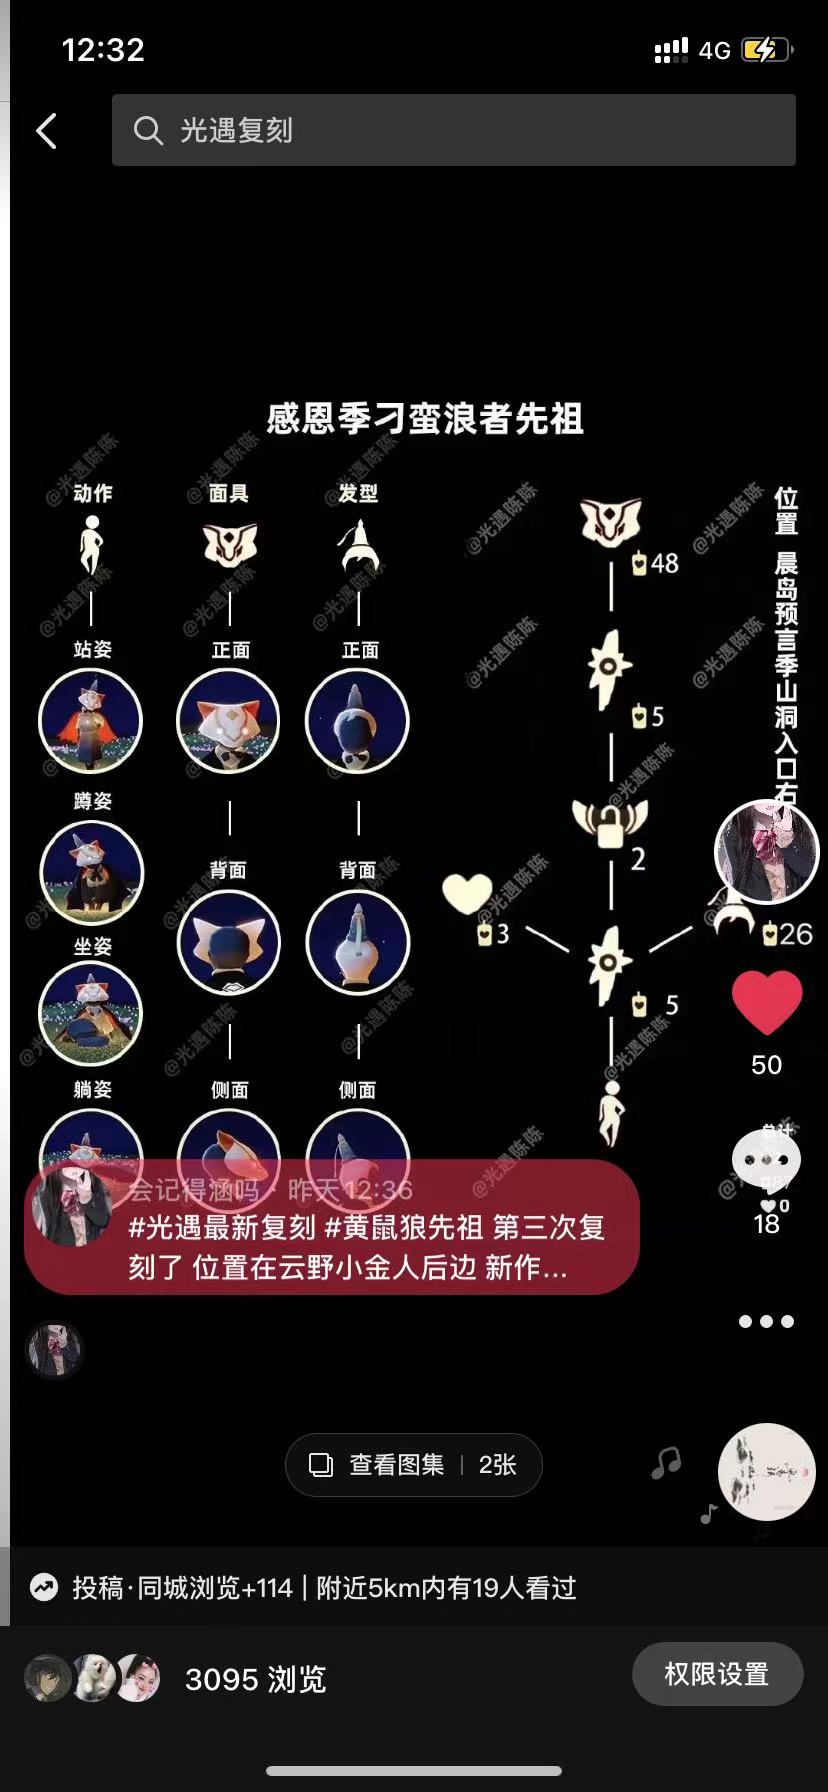 12:32
4G
光遇复刻
感恩季刁蛮浪者先祖
动作
面具
发型
站姿
正面
正面
蹲姿
背面
背面
坐姿
躺姿
侧面
侧面
48
5
2
3
26
5
位置 晨岛预言季山洞入口右
@光遇陈陈
50
总计
0
18
会记得涵吗 · 昨天12:36
#光遇最新复刻 #黄鼠狼先祖 第三次复
刻了 位置在云野小金人后边 新作...
查看图集 | 2张
投稿·同城浏览+114 | 附近5km内有19人看过
3095 浏览
权限设置